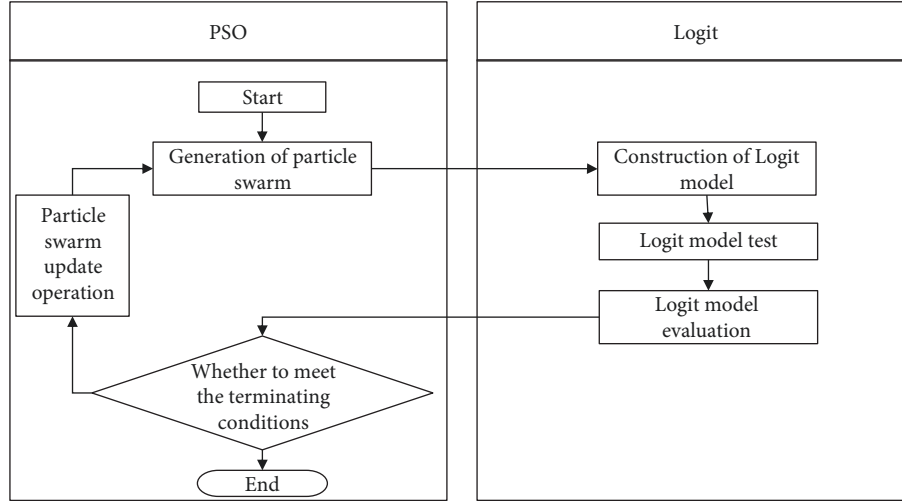 PSO
Logit
Start
Generation of particle
swarm
Construction of Logit
model
Particle
swarm
update
operation
Logit model test
Logit model
evaluation
Whether to meet
the terminating
conditions
End